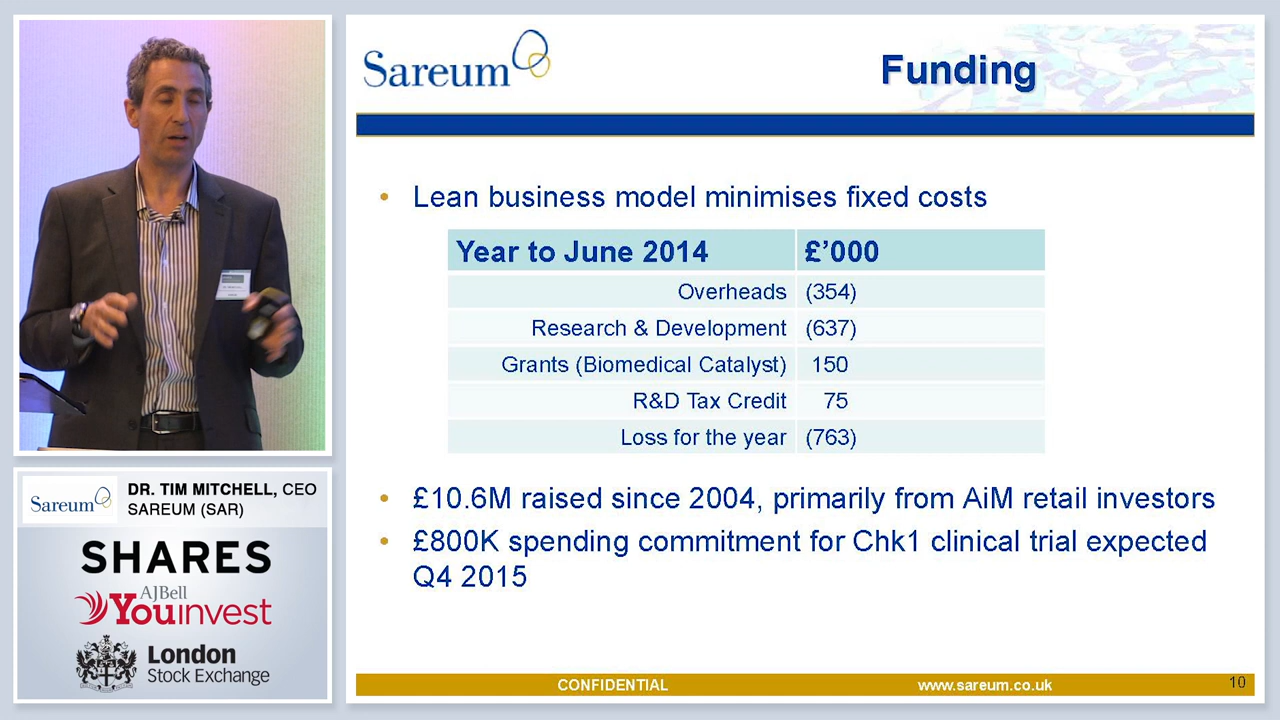 Sareum
Funding
• Lean business model minimises fixed costs
Year to June 2014 £’000
Overheads (354)
Research & Development (637)
Grants (Biomedical Catalyst) 150
R&D Tax Credit 75
Loss for the year (763)
• £10.6M raised since 2004, primarily from AiM retail investors
• £800K spending commitment for Chk1 clinical trial expected
Q4 2015
CONFIDENTIAL www.sareum.co.uk 10
Sareum
DR. TIM MITCHELL, CEO
SAREUM (SAR)
SHARES
AJBell
Youinvest
London
Stock Exchange